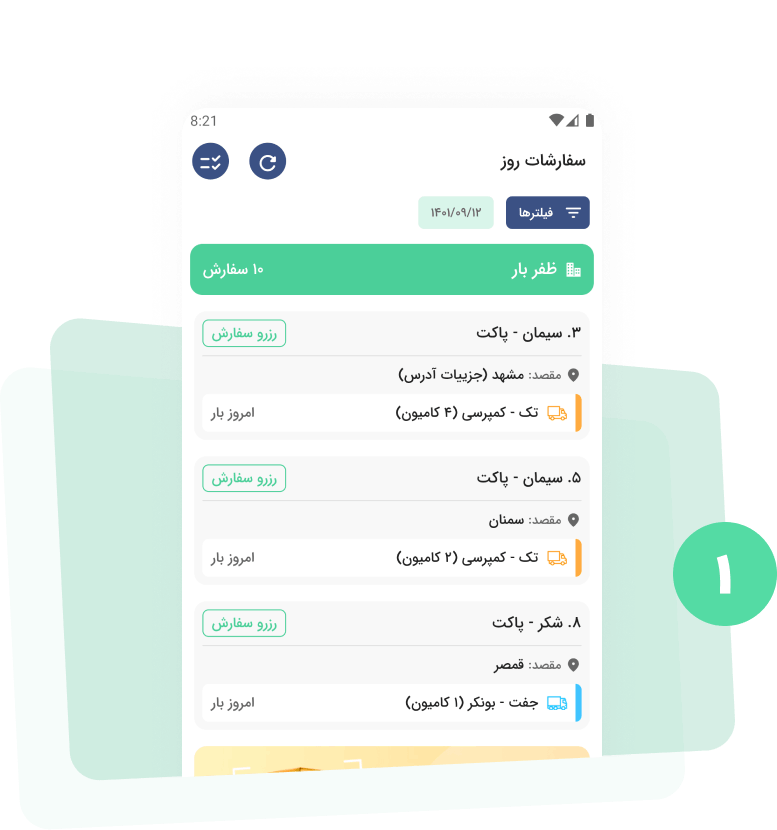 8:21
سفارشات روز
فیلترها
۱۴۰۱/۰۹/۱۲
ظفر بار
۱۰ سفارش
۳. سیمان - پاکت
رزرو سفارش
مقصد: مشهد (جزییات آدرس)
تک - کمپرسی (۴ کامیون)
امروز بار
۵. سیمان - پاکت
رزرو سفارش
مقصد: سمنان
تک - کمپرسی (۲ کامیون)
امروز بار
۸. شکر - پاکت
رزرو سفارش
مقصد: قمصر
جفت - بونکر (۱ کامیون)
امروز بار
۱